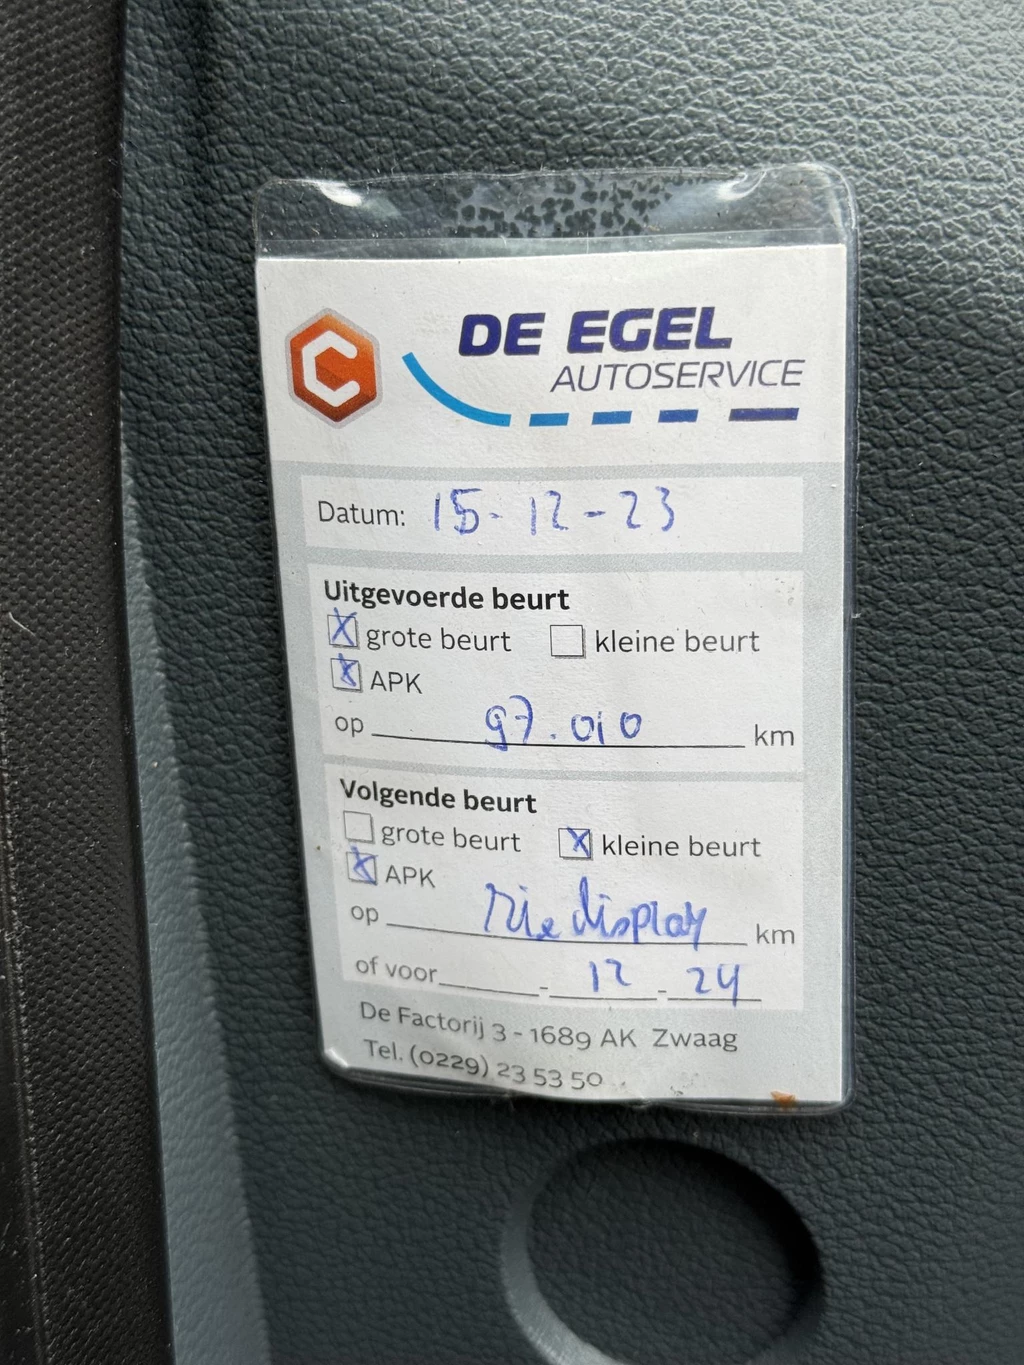 C
DE EGEL
AUTOSERVICE
Datum: 15-12-23
Uitgevoerde beurt
X grote beurt kleine beurt
X APK
op 97.010 km
Volgende beurt
grote beurt X kleine beurt
X APK
op zie display km
of voor - 12 - 24
De Factorij 3 - 1689 AK Zwaag
Tel. (0229) 23 53 50